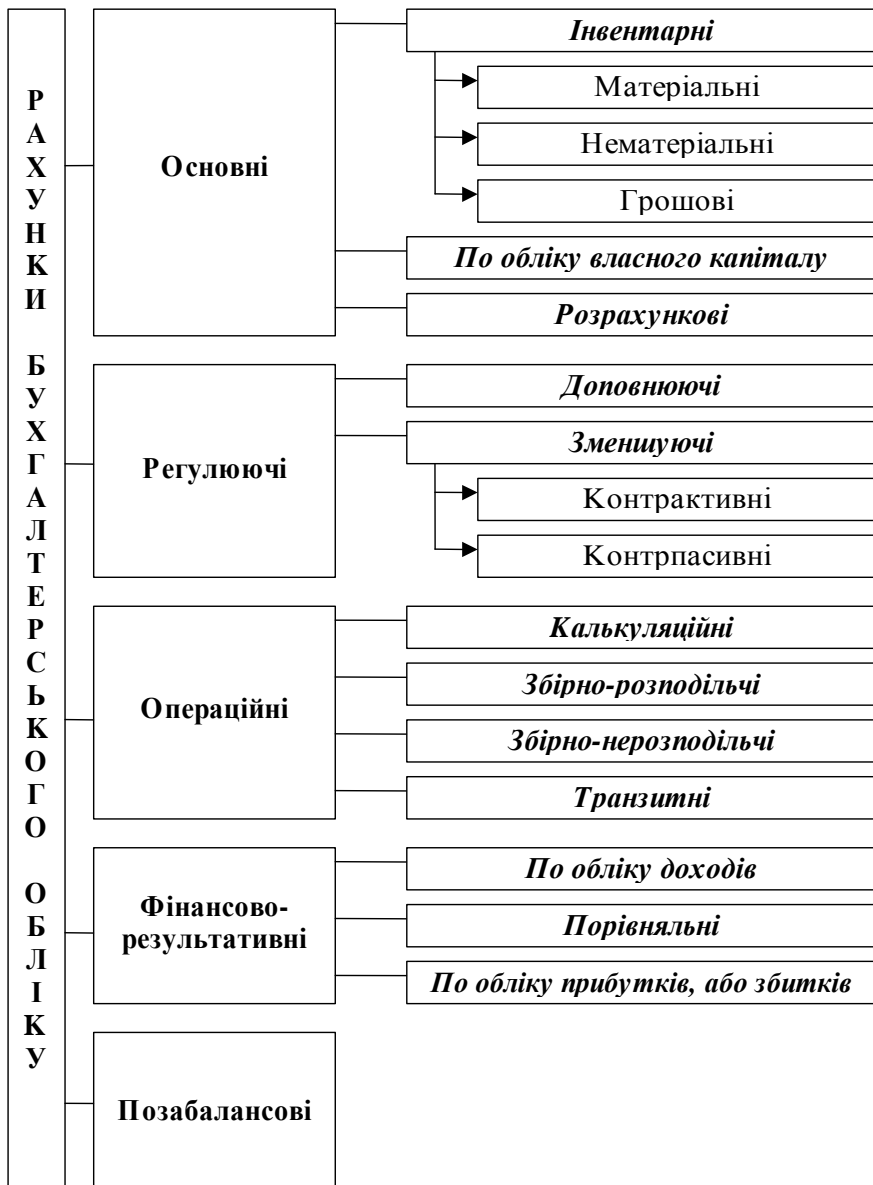 РАХУНКИ БУХГАЛТЕРСЬКОГО ОБЛІКУ
Основні
Інвентарні
Матеріальні
Нематеріальні
Грошові
По обліку власного капіталу
Розрахункові
Регулюючі
Доповнюючі
Зменшуючі
Контрактивні
Контрпасивні
Операційні
Калькуляційні
Збірно-розподільчі
Збірно-нерозподільчі
Транзитні
Фінансово-
результативні
По обліку доходів
Порівняльні
По обліку прибутків, або збитків
Позабалансові